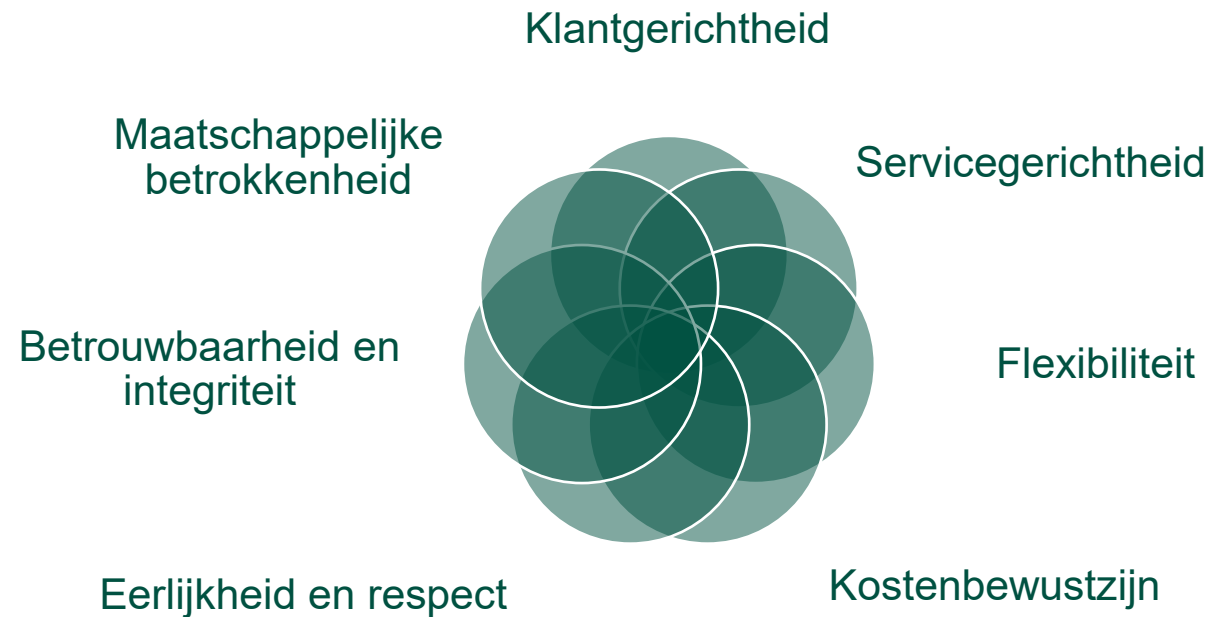 Klantgerichtheid
Maatschappelijke
betrokkenheid
Servicegerichtheid
Betrouwbaarheid en
integriteit
Flexibiliteit
Eerlijkheid en respect
Kostenbewustzijn